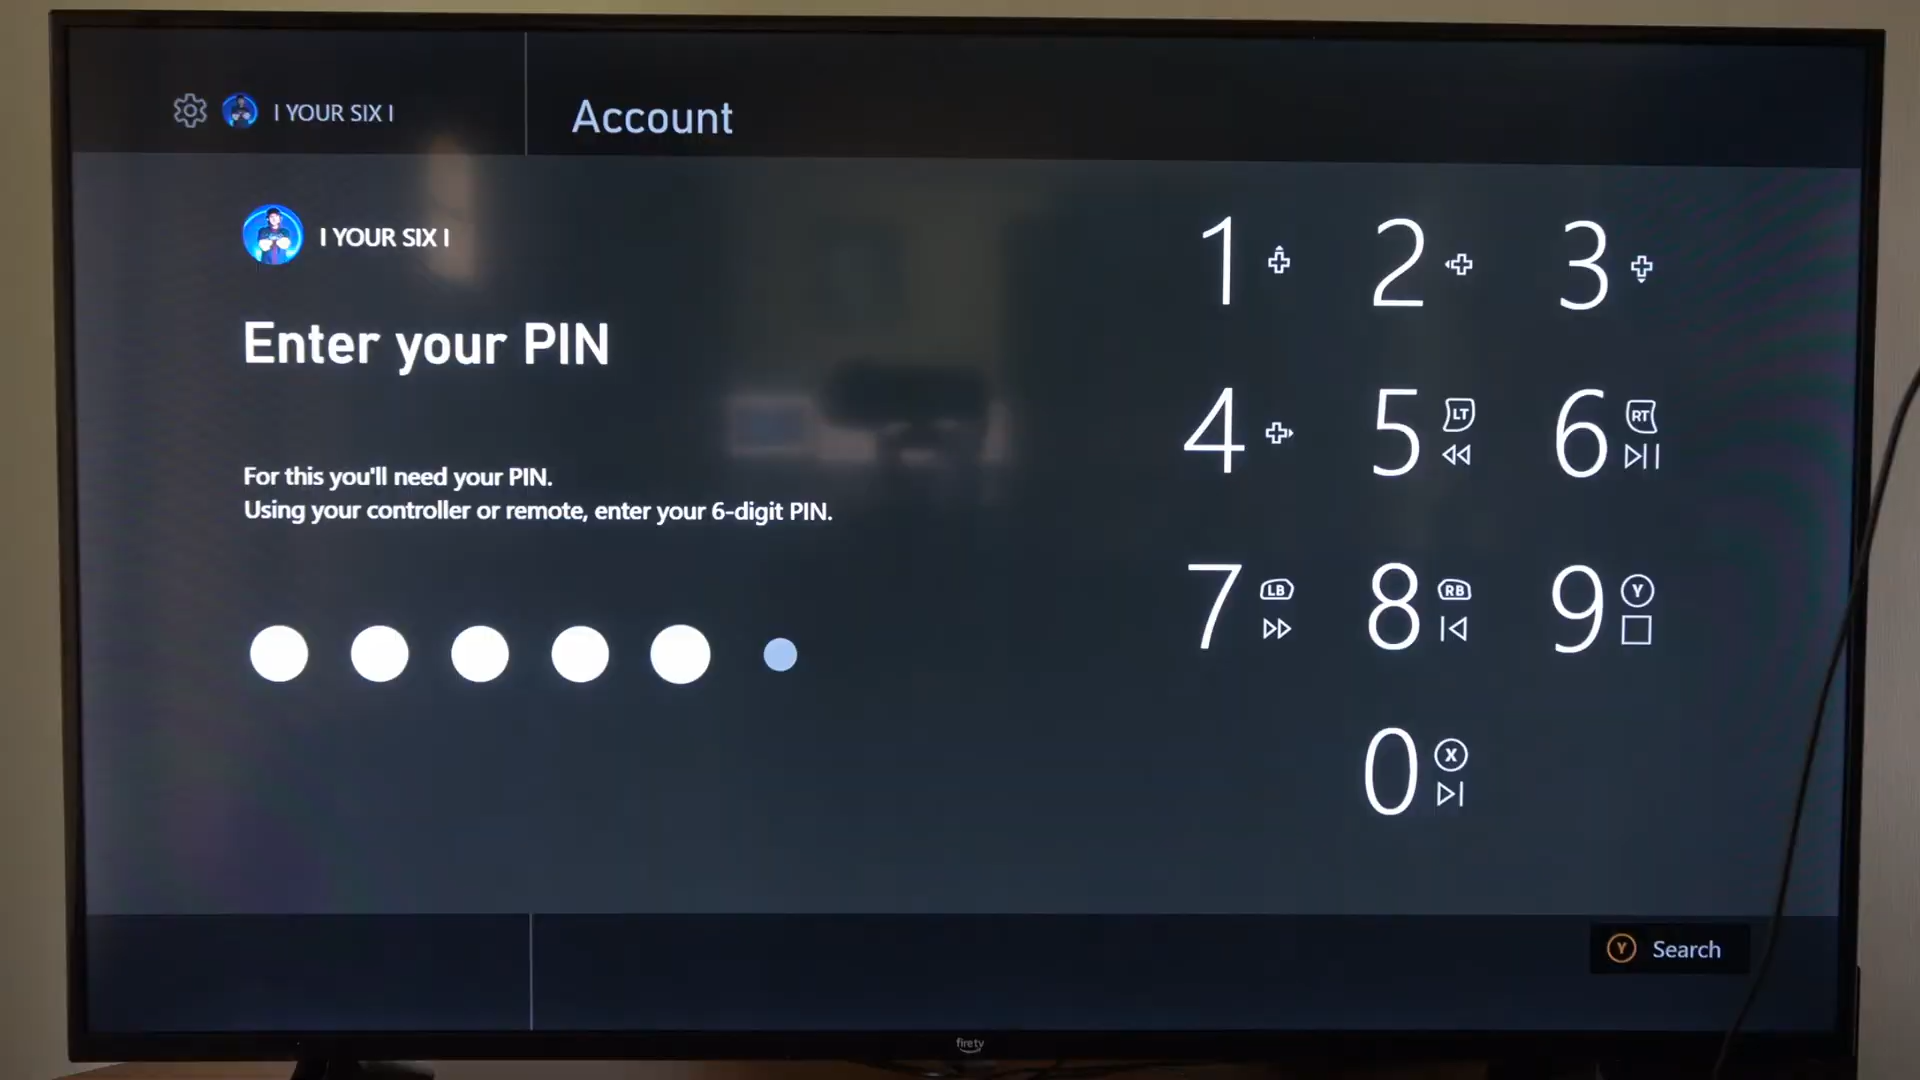 I YOUR SIX I
Account
I YOUR SIX I
Enter your PIN
For this you'll need your PIN.
Using your controller or remote, enter your 6-digit PIN.
1 2 3
4 5 LT 6 RT
7 LB 8 RB 9 Y
0 X
Y Search
firetv